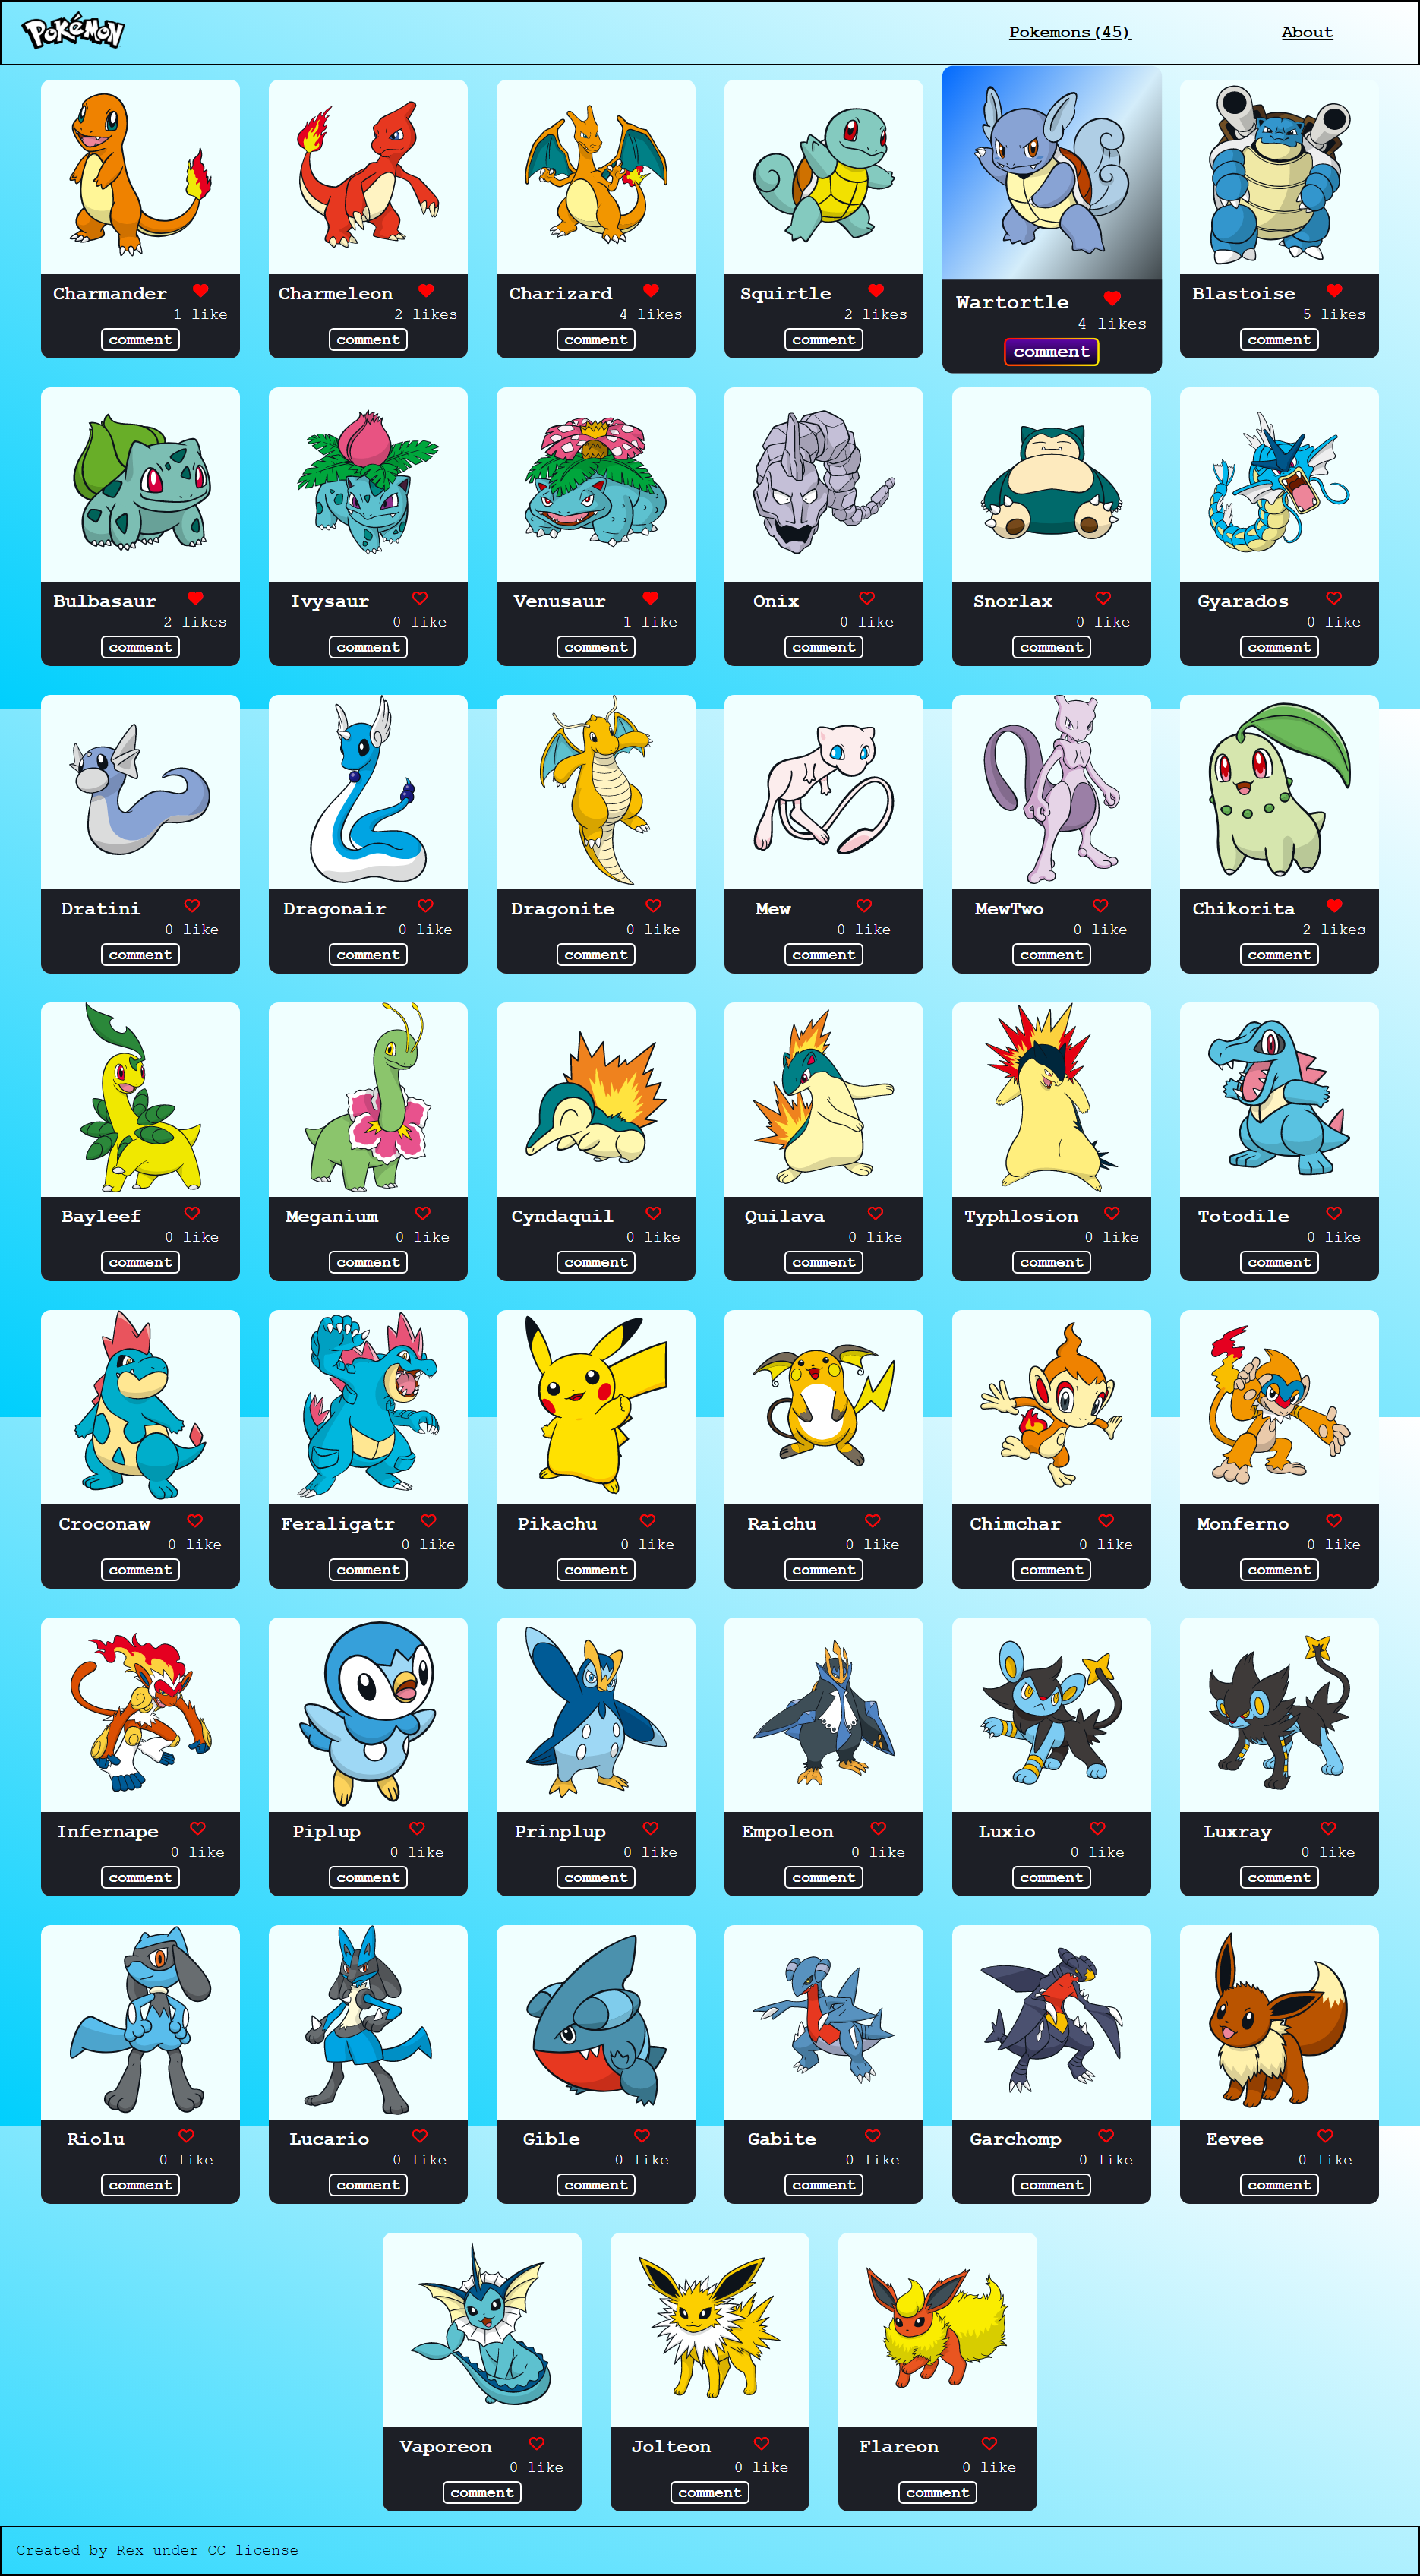 POKéMON
Pokemons(45) About
Charmander
1 like
comment
Charmeleon
2 likes
comment
Charizard
4 likes
comment
Squirtle
2 likes
comment
Wartortle
4 likes
comment
Blastoise
5 likes
comment
Bulbasaur
2 likes
comment
Ivysaur
0 like
comment
Venusaur
1 like
comment
Onix
0 like
comment
Snorlax
0 like
comment
Gyarados
0 like
comment
Dratini
0 like
comment
Dragonair
0 like
comment
Dragonite
0 like
comment
Mew
0 like
comment
MewTwo
0 like
comment
Chikorita
2 likes
comment
Bayleef
0 like
comment
Meganium
0 like
comment
Cyndaquil
0 like
comment
Quilava
0 like
comment
Typhlosion
0 like
comment
Totodile
0 like
comment
Croconaw
0 like
comment
Feraligatr
0 like
comment
Pikachu
0 like
comment
Raichu
0 like
comment
Chimchar
0 like
comment
Monferno
0 like
comment
Infernape
0 like
comment
Piplup
0 like
comment
Prinplup
0 like
comment
Empoleon
0 like
comment
Luxio
0 like
comment
Luxray
0 like
comment
Riolu
0 like
comment
Lucario
0 like
comment
Gible
0 like
comment
Gabite
0 like
comment
Garchomp
0 like
comment
Eevee
0 like
comment
Vaporeon
0 like
comment
Jolteon
0 like
comment
Flareon
0 like
comment
Created by Rex under CC license